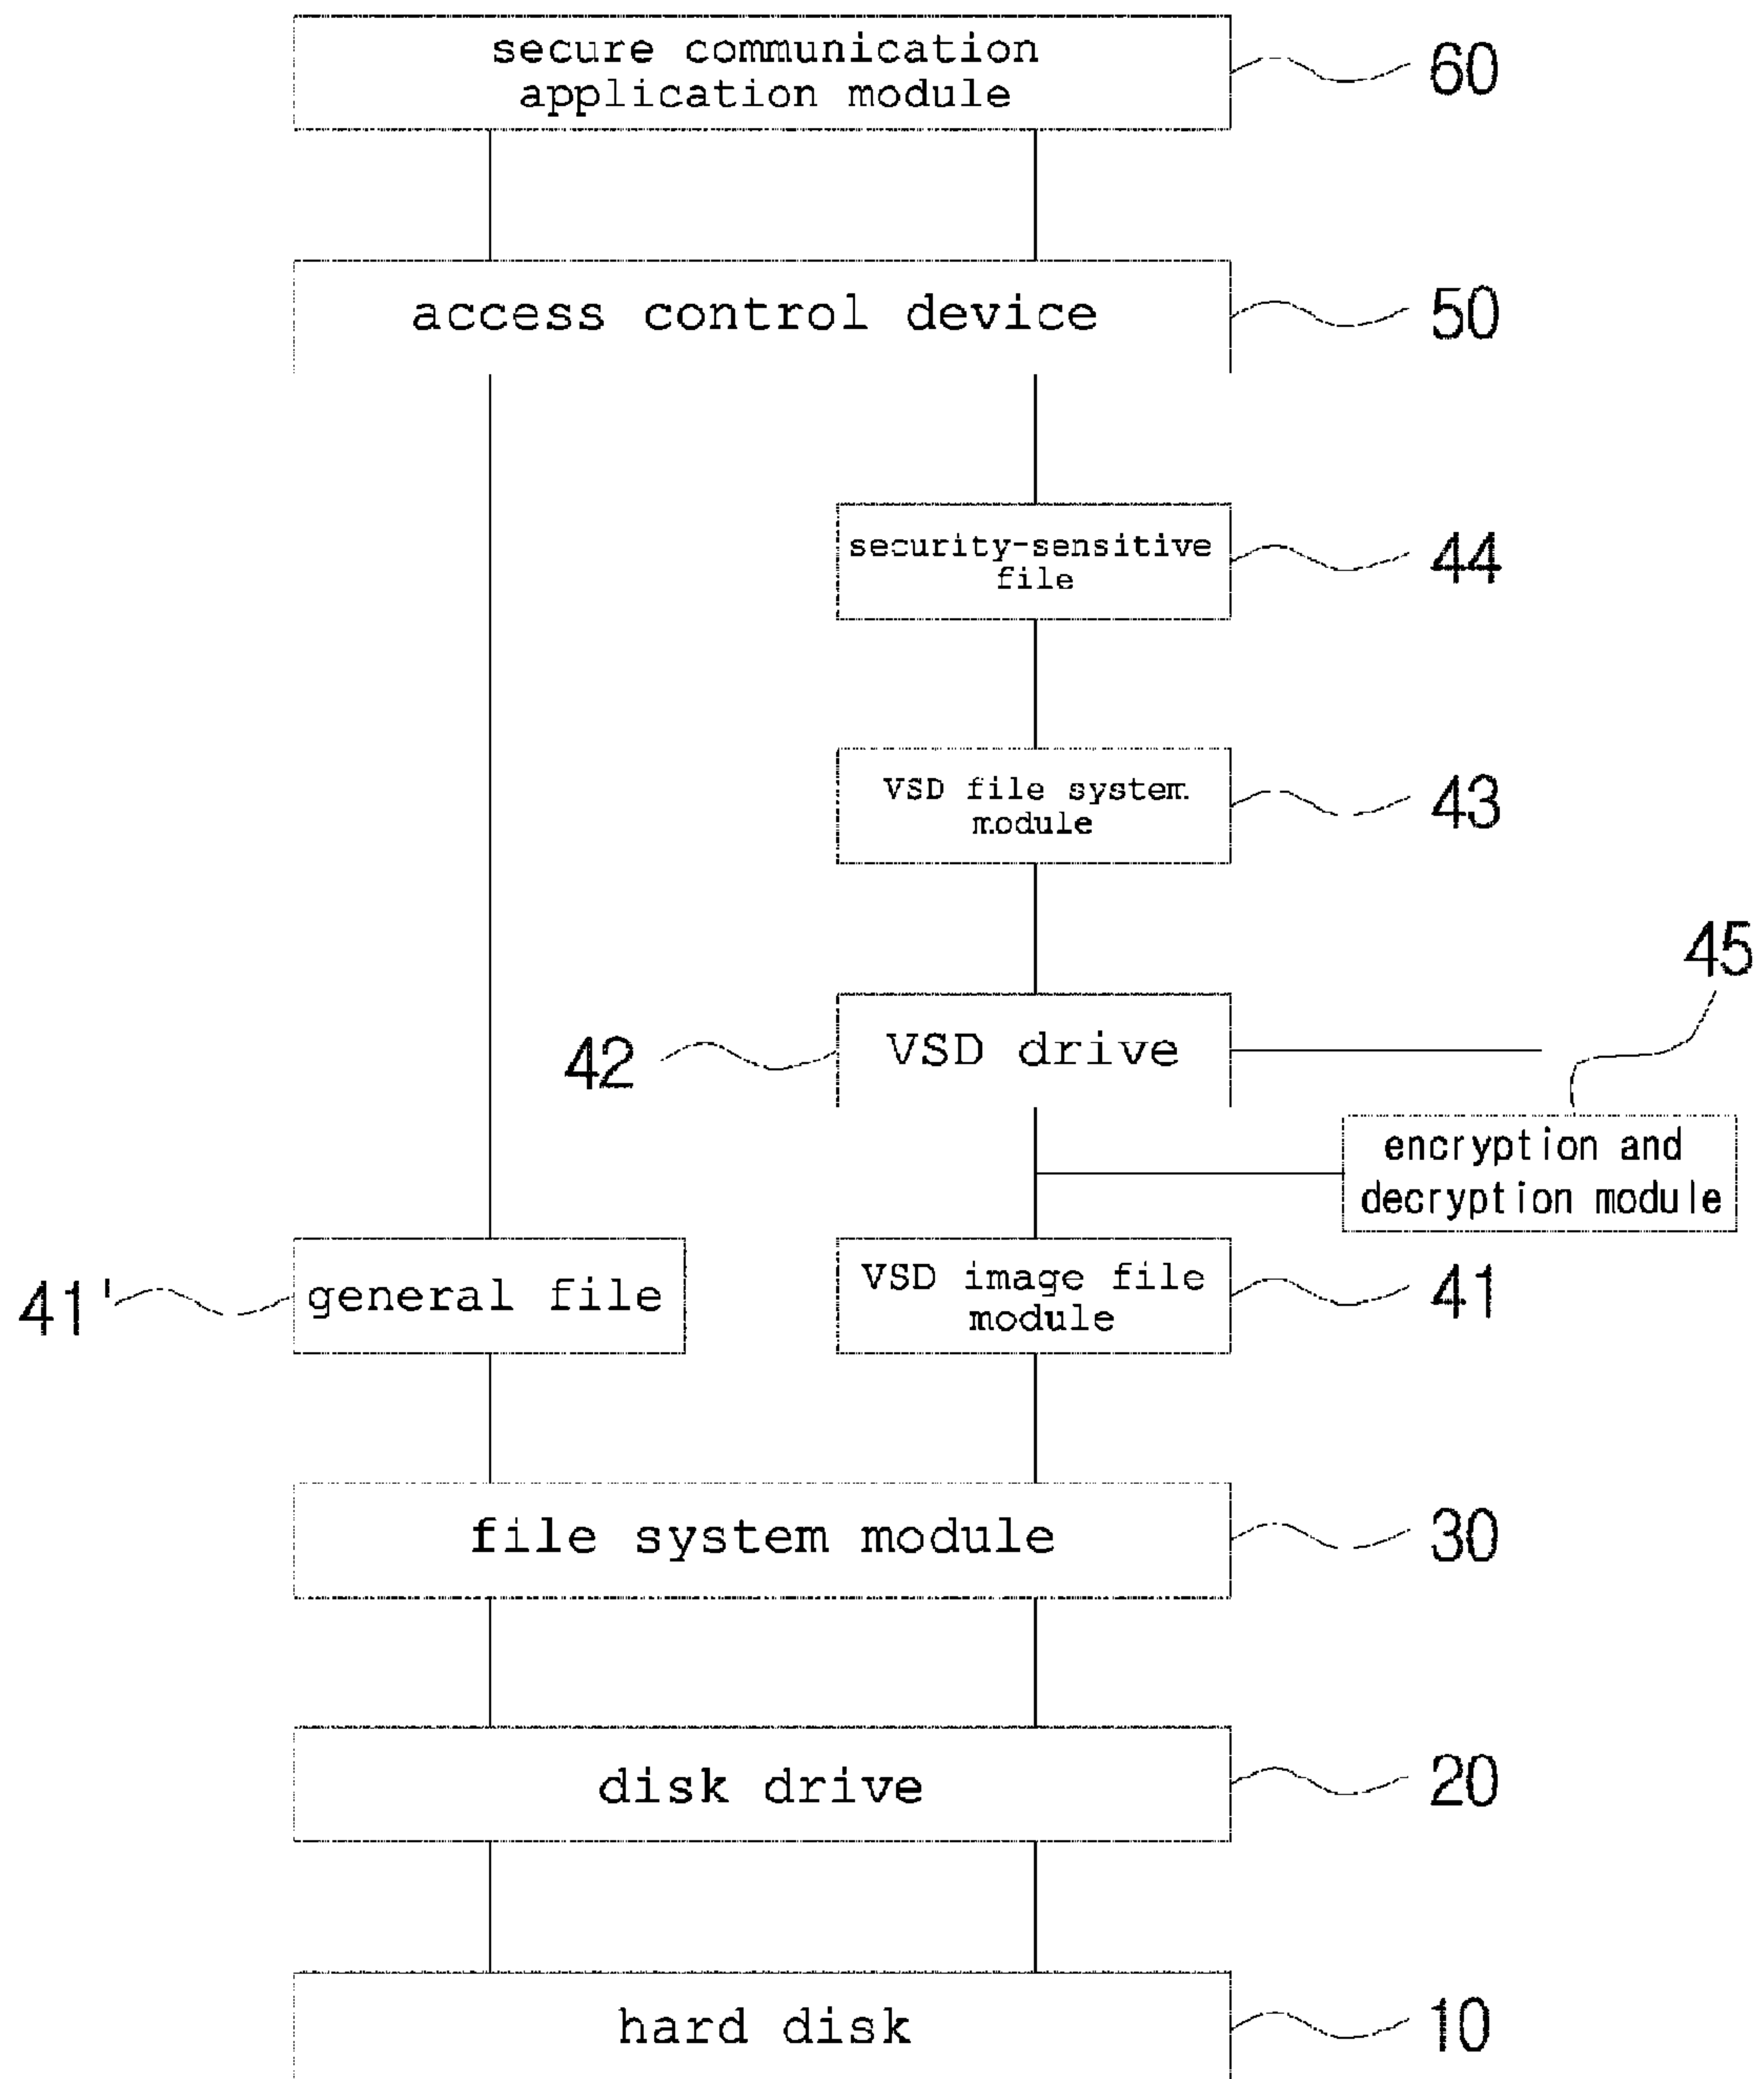 secure communication
application module
60
access control device
50
security-sensitive
file
44
VSD file system
module
43
45
42
VSD drive
encryption and
decryption module
41'
general file
VSD image file
module
41
file system module
30
disk drive
20
hard disk
10